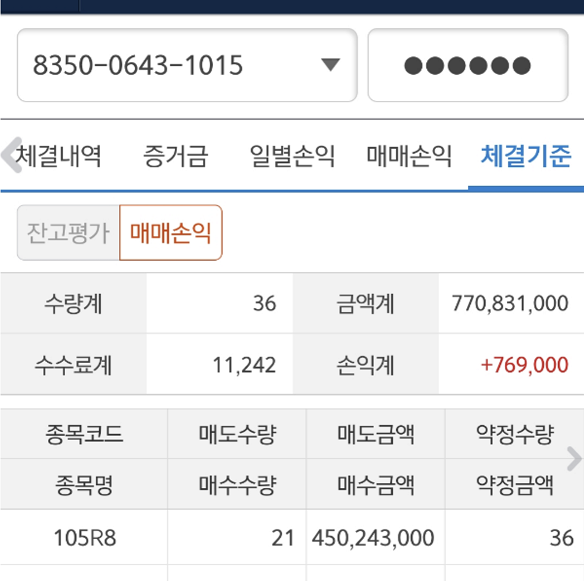 8350-0643-1015 ●●●●●●
체결내역 증거금 일별손익 매매손익 체결기준
잔고평가 매매손익
수량계 36 금액계 770,831,000
수수료계 11,242 손익계 +769,000
종목코드 매도수량 매도금액 약정수량
종목명 매수수량 매수금액 약정금액
105R8 21 450,243,000 36